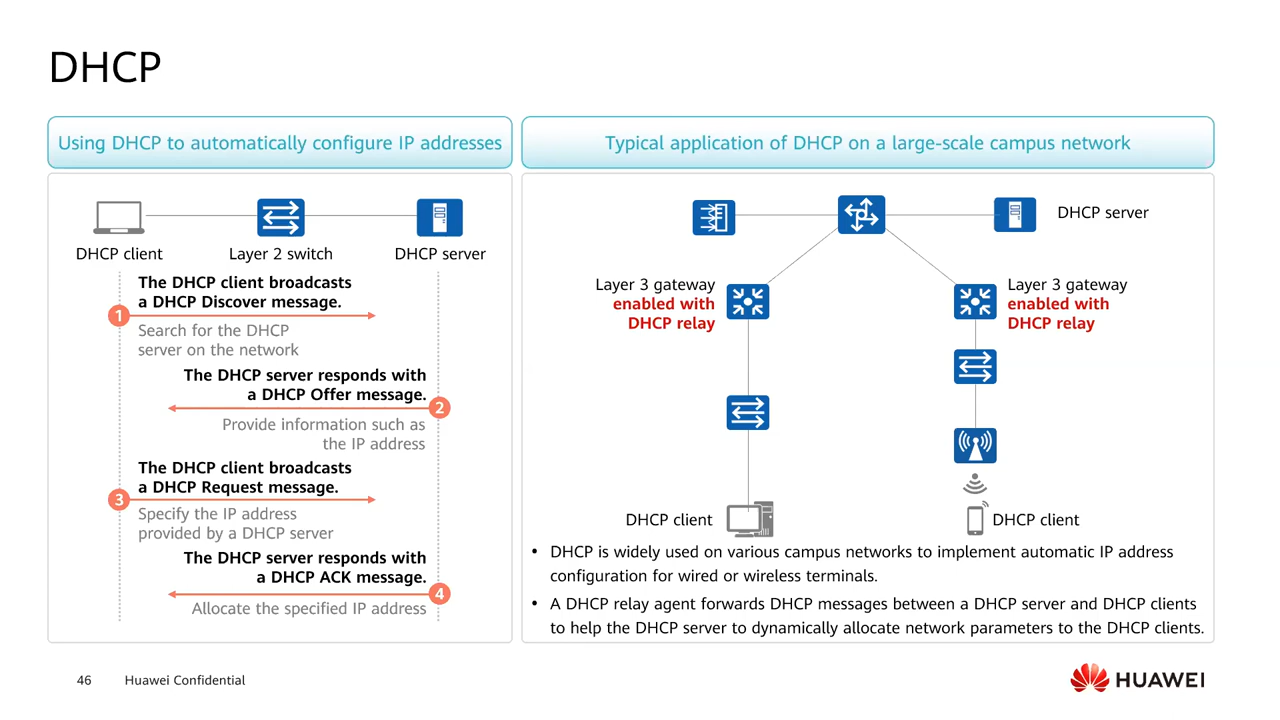 DHCP
Using DHCP to automatically configure IP addresses
DHCP client
Layer 2 switch
DHCP server
The DHCP client broadcasts
a DHCP Discover message.
1
Search for the DHCP
server on the network
The DHCP server responds with
a DHCP Offer message.
2
Provide information such as
the IP address
The DHCP client broadcasts
a DHCP Request message.
3
Specify the IP address
provided by a DHCP server
The DHCP server responds with
a DHCP ACK message.
4
Allocate the specified IP address
Typical application of DHCP on a large-scale campus network
DHCP server
Layer 3 gateway
enabled with
DHCP relay
Layer 3 gateway
enabled with
DHCP relay
DHCP client
DHCP client
• DHCP is widely used on various campus networks to implement automatic IP address
configuration for wired or wireless terminals.
• A DHCP relay agent forwards DHCP messages between a DHCP server and DHCP clients
to help the DHCP server to dynamically allocate network parameters to the DHCP clients.
46
Huawei Confidential
HUAWEI